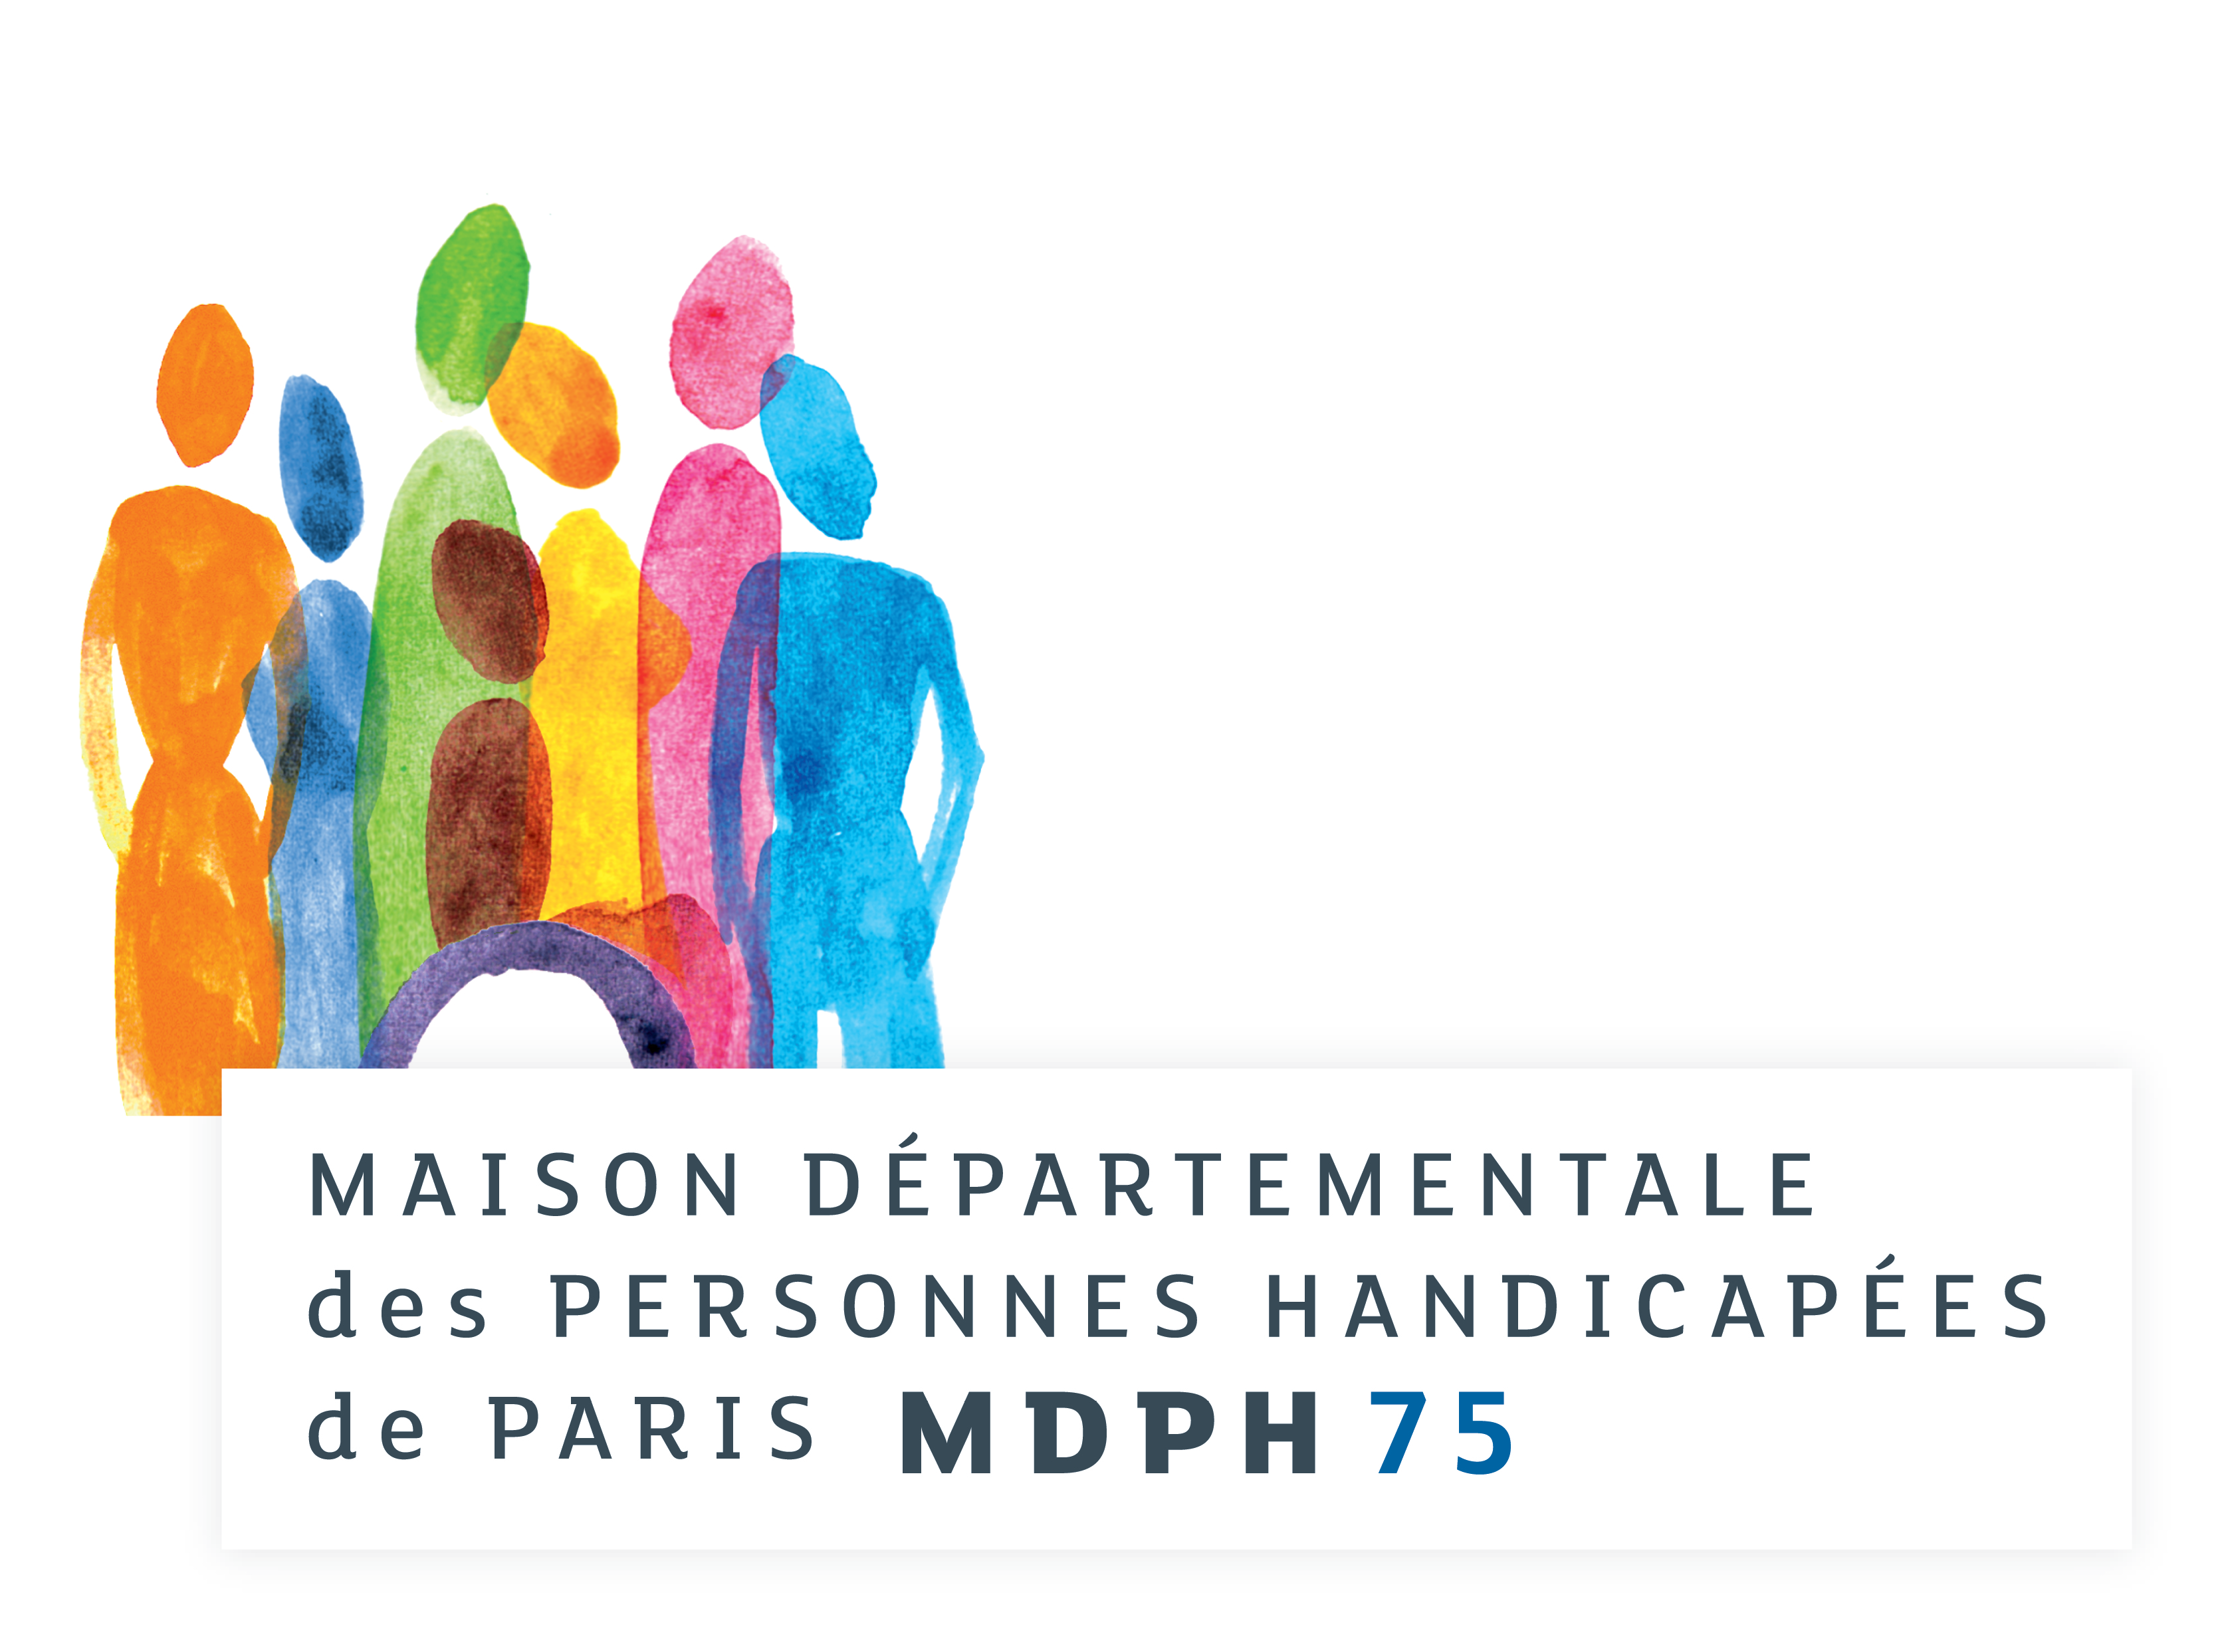 MAISON DÉPARTEMENTALE
des PERSONNES HANDICAPÉES
de PARIS MDPH 75